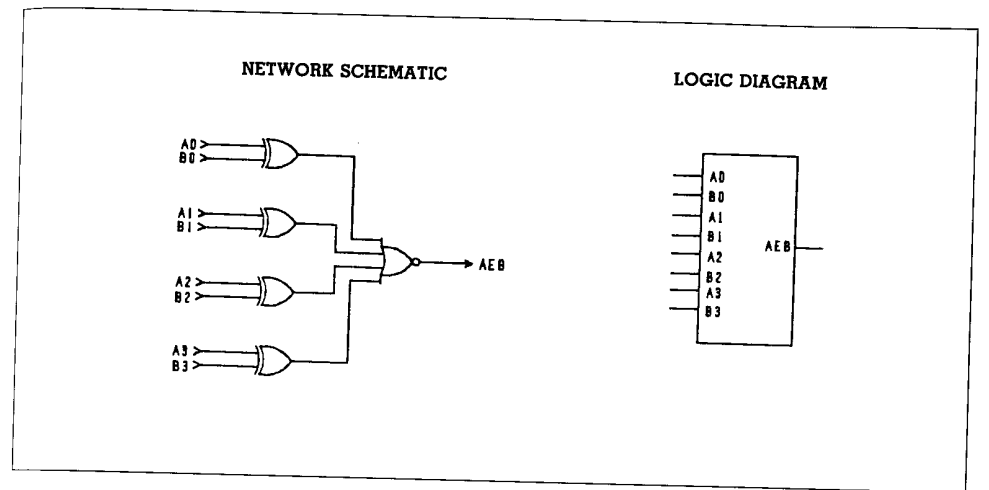 NETWORK SCHEMATIC
A0
B0
A1
B1
A2
B2
A3
B3
AEB
LOGIC DIAGRAM
A0
B0
A1
B1
A2
B2
A3
B3
AEB